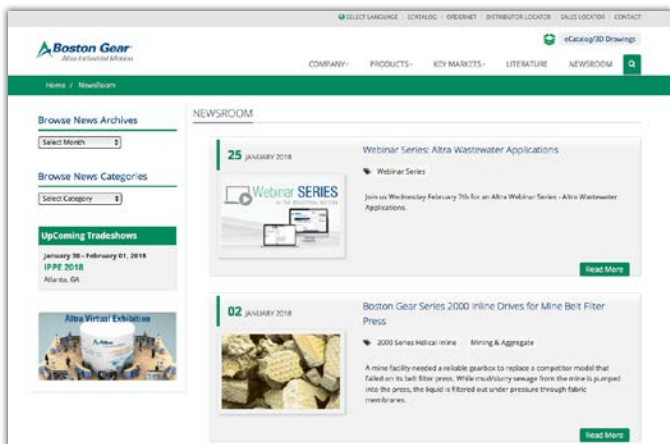 SELECT LANGUAGE | ECATALOG | ORDERNET | DISTRIBUTOR LOCATOR | SALES LOCATOR | CONTACT
Boston Gear
Altra Industrial Motion
eCatalog/3D Drawings
COMPANY PRODUCTS KEY MARKETS LITERATURE NEWSROOM
Home / NewsRoom
Browse News Archives
Select Month
Browse News Categories
Select Category
UpComing Tradeshows
January 30 - February 01, 2018
IPPE 2018
Atlanta, GA
Altra Virtual Exhibition
Altra
NEWSROOM
25 JANUARY 2018
Webinar SERIES
ALTRA INDUSTRIAL MOTION
Webinar Series: Altra Wastewater Applications
Webinar Series
Join us Wednesday February 7th for an Altra Webinar Series - Altra Wastewater
Applications.
Read More
02 JANUARY 2018
Boston Gear Series 2000 Inline Drives for Mine Belt Filter
Press
2000 Series Helical Inline Mining & Aggregate
A mine facility needed a reliable gearbox to replace a competitor model that
failed on its belt filter press. While mud/slurry sewage from the mine is pumped
into the press, the liquid is filtered out under pressure through fabric
membranes.
Read More